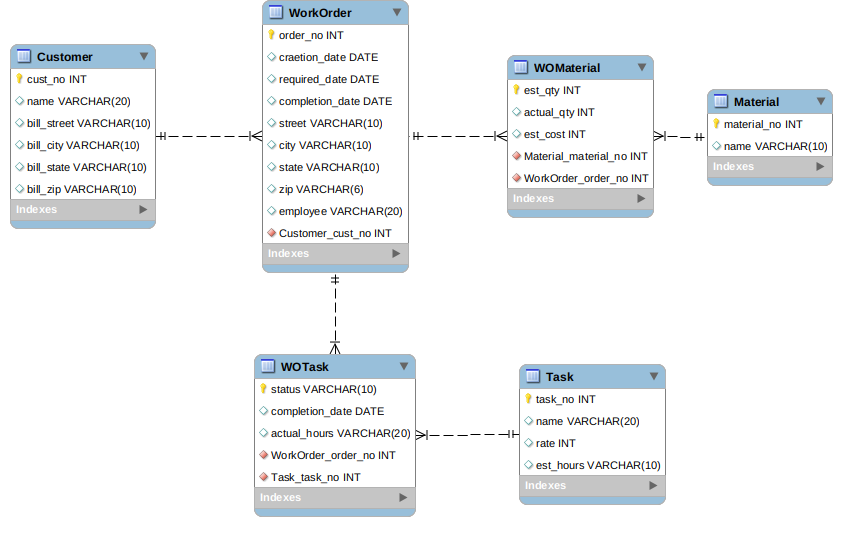 Customer
cust_no INT
name VARCHAR(20)
bill_street VARCHAR(10)
bill_city VARCHAR(10)
bill_state VARCHAR(10)
bill_zip VARCHAR(10)
Indexes
WorkOrder
order_no INT
craetion_date DATE
required_date DATE
completion_date DATE
street VARCHAR(10)
city VARCHAR(10)
state VARCHAR(10)
zip VARCHAR(6)
employee VARCHAR(20)
Customer_cust_no INT
Indexes
WOMaterial
est_qty INT
actual_qty INT
est_cost INT
Material_material_no INT
WorkOrder_order_no INT
Indexes
Material
material_no INT
name VARCHAR(10)
Indexes
WOTask
status VARCHAR(10)
completion_date DATE
actual_hours VARCHAR(20)
WorkOrder_order_no INT
Task_task_no INT
Indexes
Task
task_no INT
name VARCHAR(20)
rate INT
est_hours VARCHAR(10)
Indexes